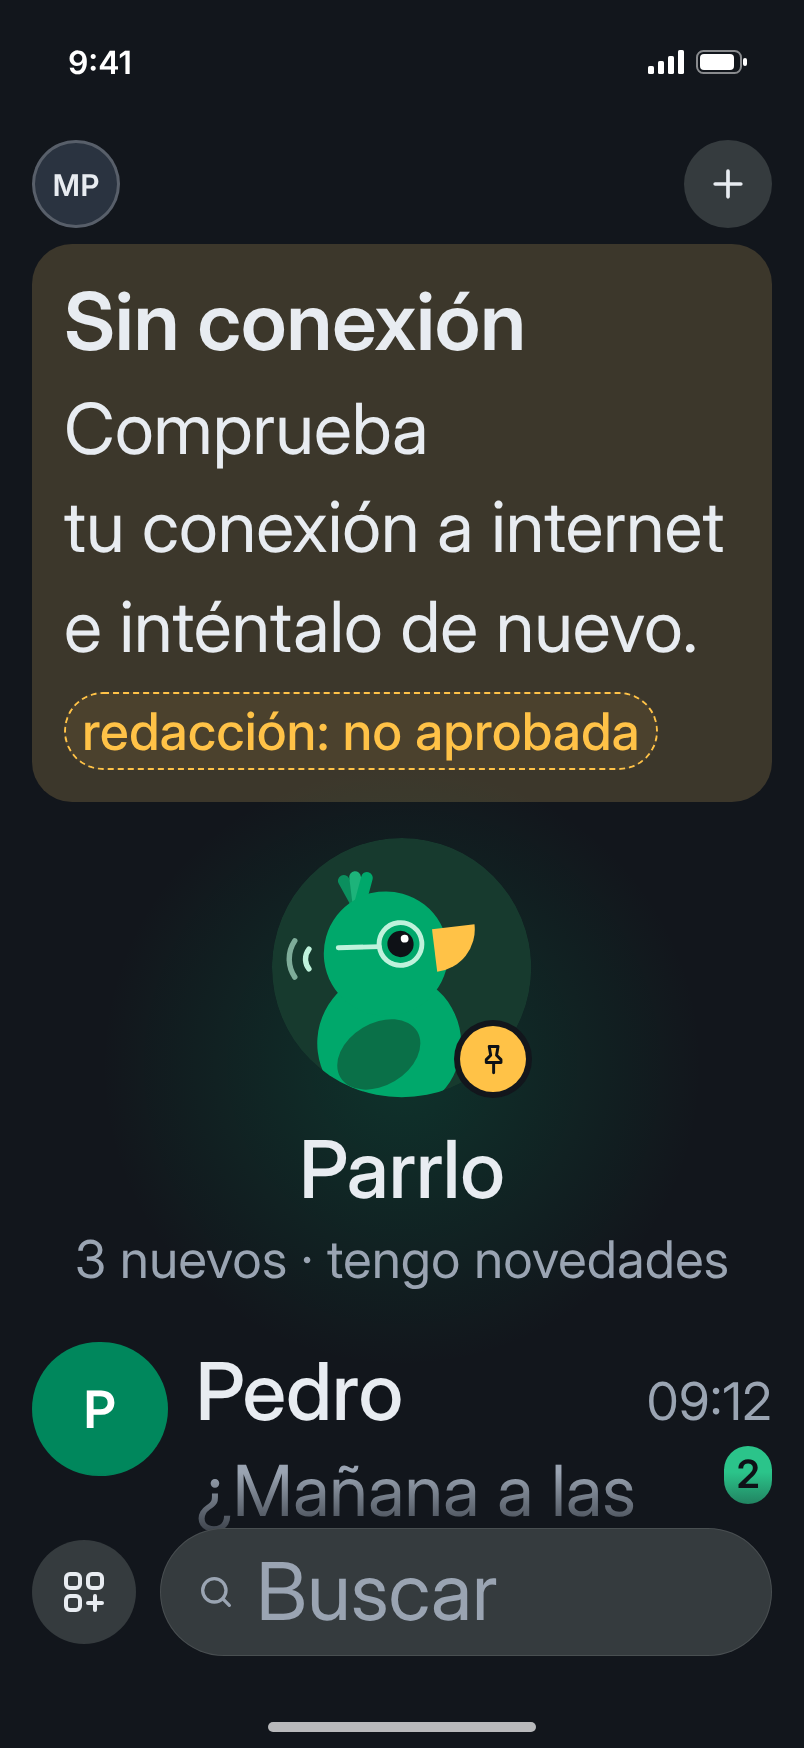 9:41
MP
Sin conexión
Comprueba
tu conexión a internet
e inténtalo de nuevo.
redacción: no aprobada
Parrlo
3 nuevos · tengo novedades
P
Pedro
09:12
¿Mañana a las
2
Buscar